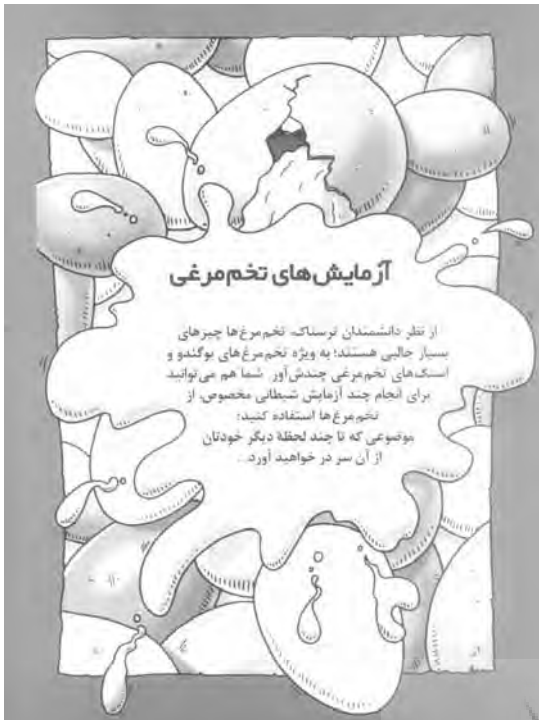 آزمایش‌های تخم‌مرغی
از نظر دانشمندان ترسناک، تخم‌مرغ‌ها چیزهای
بسیار جالبی هستند؛ به ویژه تخم‌مرغ‌های بوگندو و
اسنک‌های تخم‌مرغی چندش‌آور. شما هم می‌توانید
برای انجام چند آزمایش شیطانی مخصوص، از
تخم‌مرغ‌ها استفاده کنید؛
موضوعی که تا چند لحظهٔ دیگر خودتان
از آن سر در خواهید آورد...